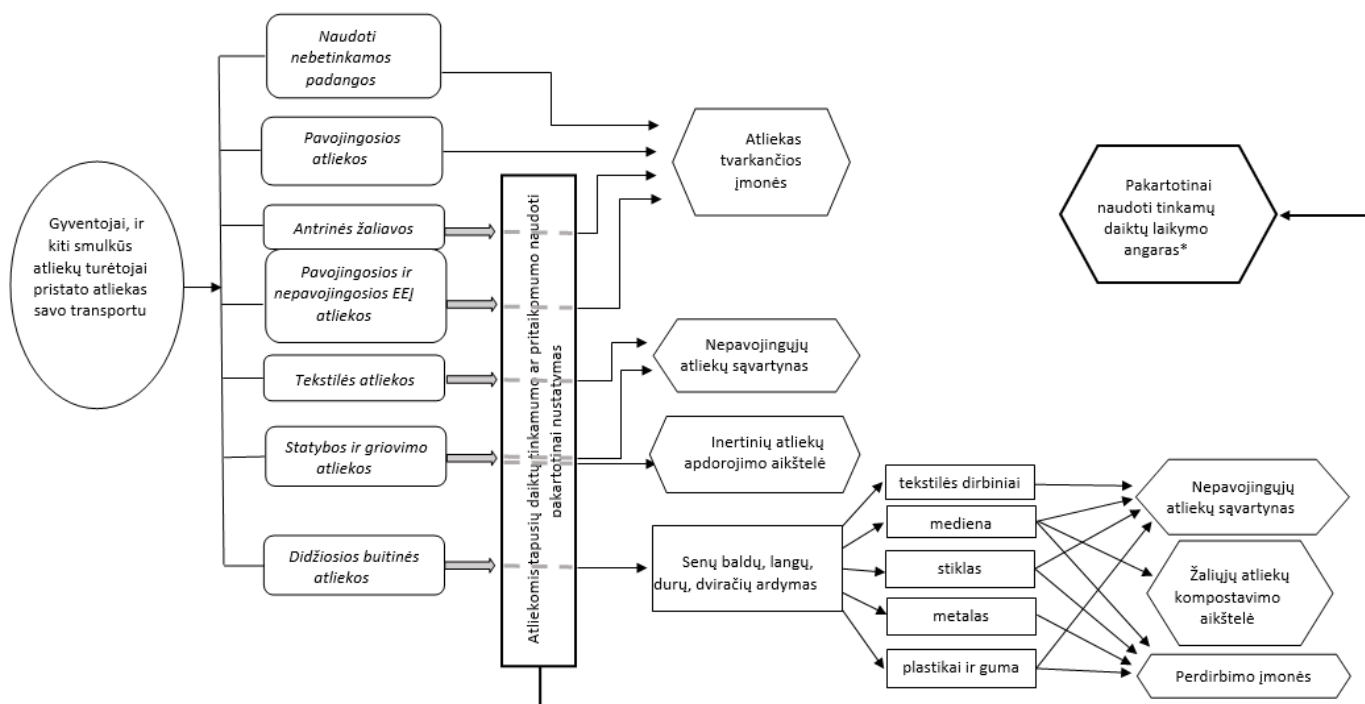 Gyventojai, ir
kiti smulkūs
atliekų turėtojai
pristato atliekas
savo transportu
Naudoti
nebetinkamos
padangos
Pavojingosios
atliekos
Antrinės žaliavos
Pavojingosios ir
nepavojingosios EEĮ
atliekos
Tekstilės atliekos
Statybos ir griovimo
atliekos
Didžiosios buitinės
atliekos
Atliekomis tapusių daiktų tinkamumo ar pritaikomumo naudoti
pakartotinai nustatymas
Atliekas
tvarkančios
įmonės
Nepavojingųjų
atliekų sąvartynas
Inertinių atliekų
apdorojimo aikštelė
Senų baldų, langų,
durų, dviračių ardymas
tekstilės dirbiniai
mediena
stiklas
metalas
plastikai ir guma
Pakartotinai
naudoti tinkamų
daiktų laikymo
angaras*
Nepavojingųjų
atliekų sąvartynas
Žaliųjų atliekų
kompostavimo
aikštelė
Perdirbimo įmonės